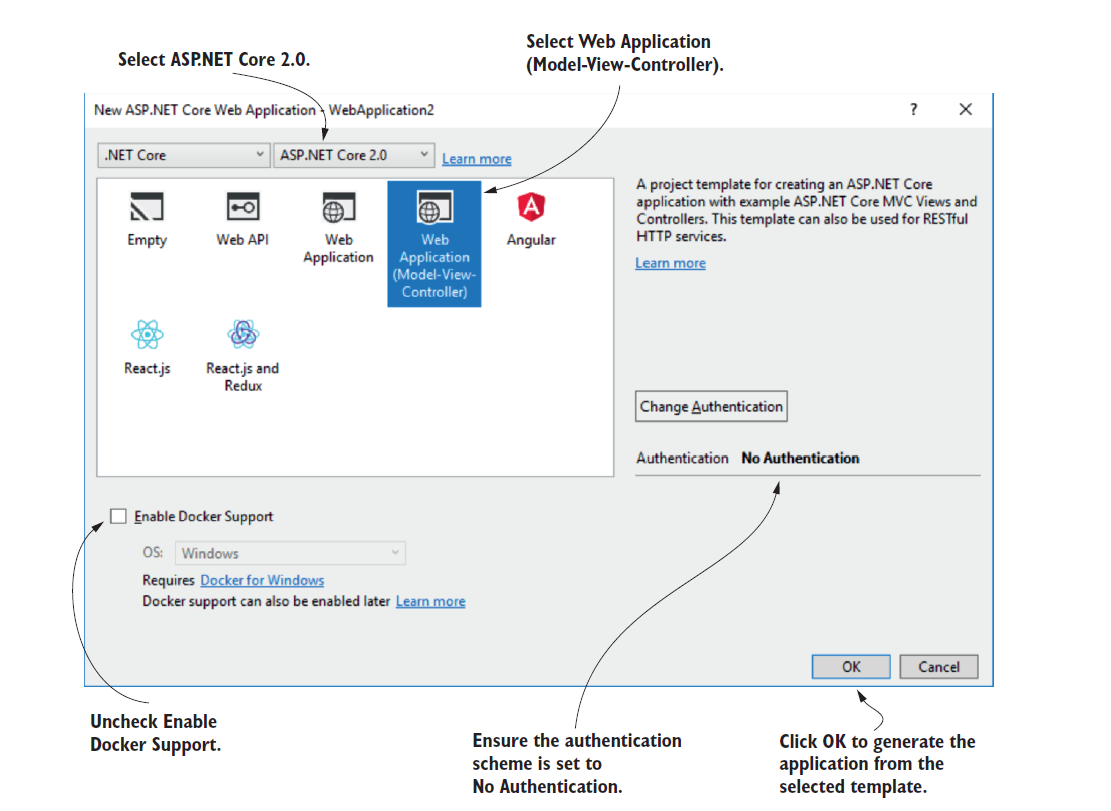 Select ASP.NET Core 2.0.
Select Web Application
(Model-View-Controller).
New ASP.NET Core Web Application - WebApplication2
?
.NET Core
ASP.NET Core 2.0
Learn more
Empty
Web API
Web
Application
Web
Application
(Model-View-
Controller)
Angular
React.js
React.js and
Redux
A project template for creating an ASP.NET Core
application with example ASP.NET Core MVC Views and
Controllers. This template can also be used for RESTful
HTTP services.
Learn more
Change Authentication
Authentication No Authentication
Enable Docker Support
OS: Windows
Requires Docker for Windows
Docker support can also be enabled later Learn more
OK
Cancel
Uncheck Enable
Docker Support.
Ensure the authentication
scheme is set to
No Authentication.
Click OK to generate the
application from the
selected template.